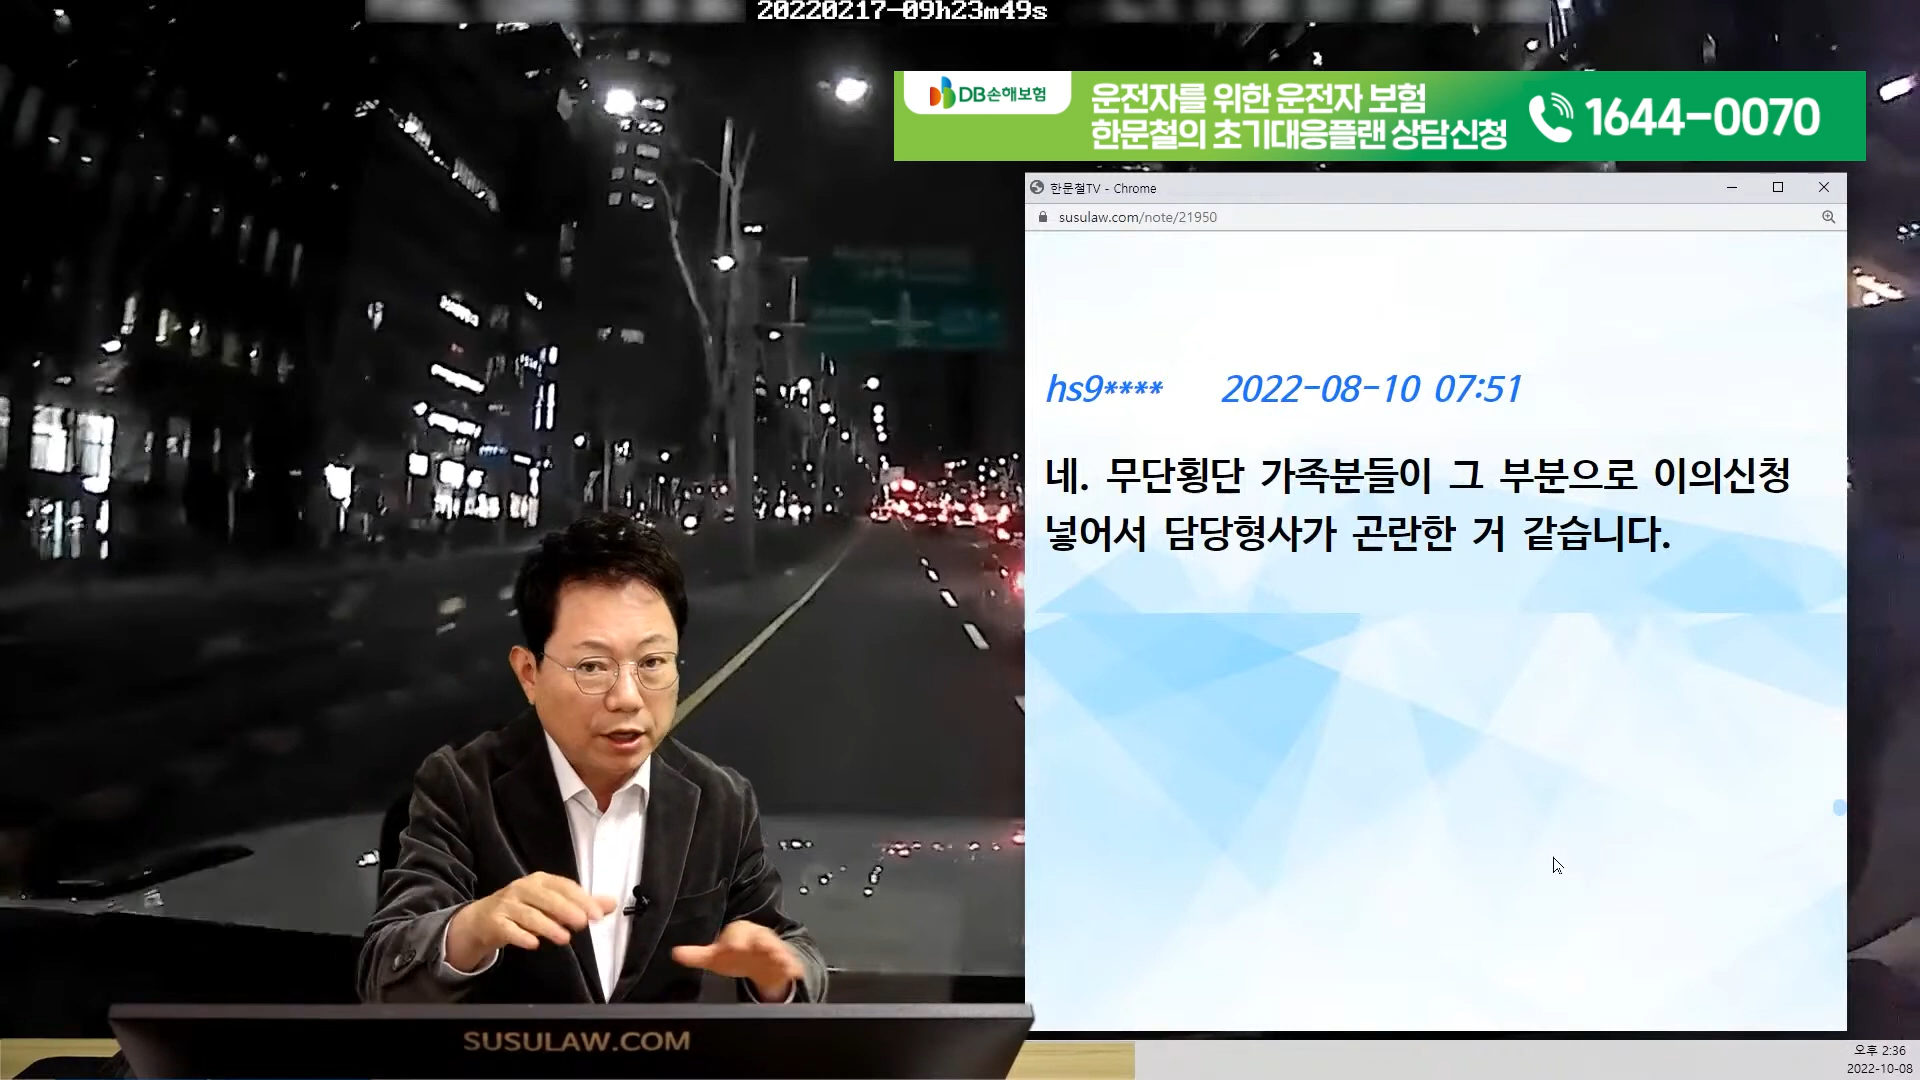 20220217-09h23m49s
DB손해보험
운전자를 위한 운전자 보험
한문철의 초기대응플랜 상담신청
1644-0070
한문철TV - Chrome
susulaw.com/note/21950
hs9**** 2022-08-10 07:51
네. 무단횡단 가족분들이 그 부분으로 이의신청
넣어서 담당형사가 곤란한 거 같습니다.
SUSULAW.COM
오후 2:36
2022-10-08